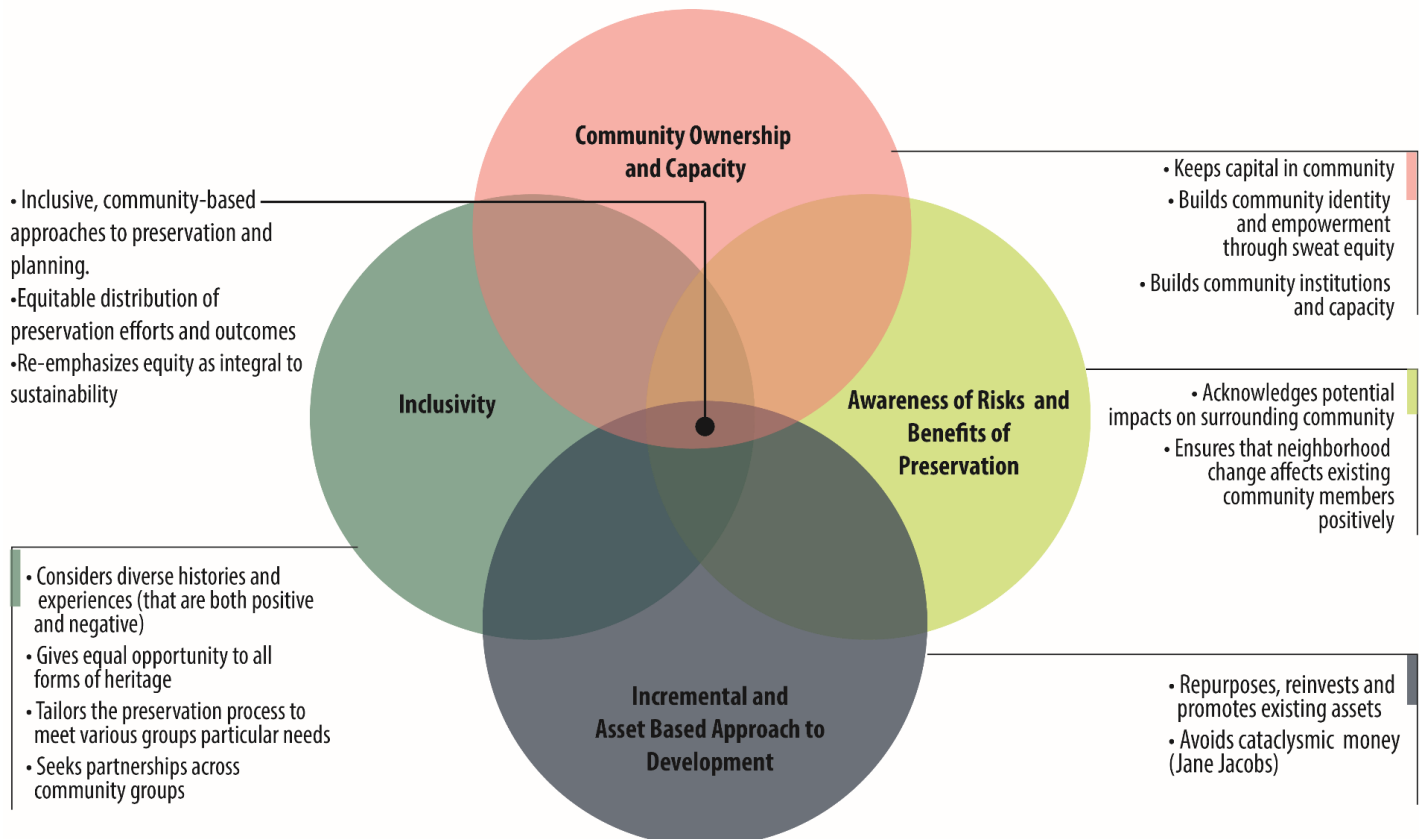 Community Ownership
and Capacity
• Inclusive, community-based
approaches to preservation and
planning.
•Equitable distribution of
preservation efforts and outcomes
•Re-emphasizes equity as integral to
sustainability
• Keeps capital in community
• Builds community identity
and empowerment
through sweat equity
• Builds community institutions
and capacity
Inclusivity
Awareness of Risks and
Benefits of
Preservation
• Acknowledges potential
impacts on surrounding community
• Ensures that neighborhood
change affects existing
community members
positively
• Considers diverse histories and
experiences (that are both positive
and negative)
• Gives equal opportunity to all
forms of heritage
• Tailors the preservation process to
meet various groups particular needs
• Seeks partnerships across
community groups
Incremental and
Asset Based Approach to
Development
• Repurposes, reinvests and
promotes existing assets
• Avoids cataclysmic money
(Jane Jacobs)